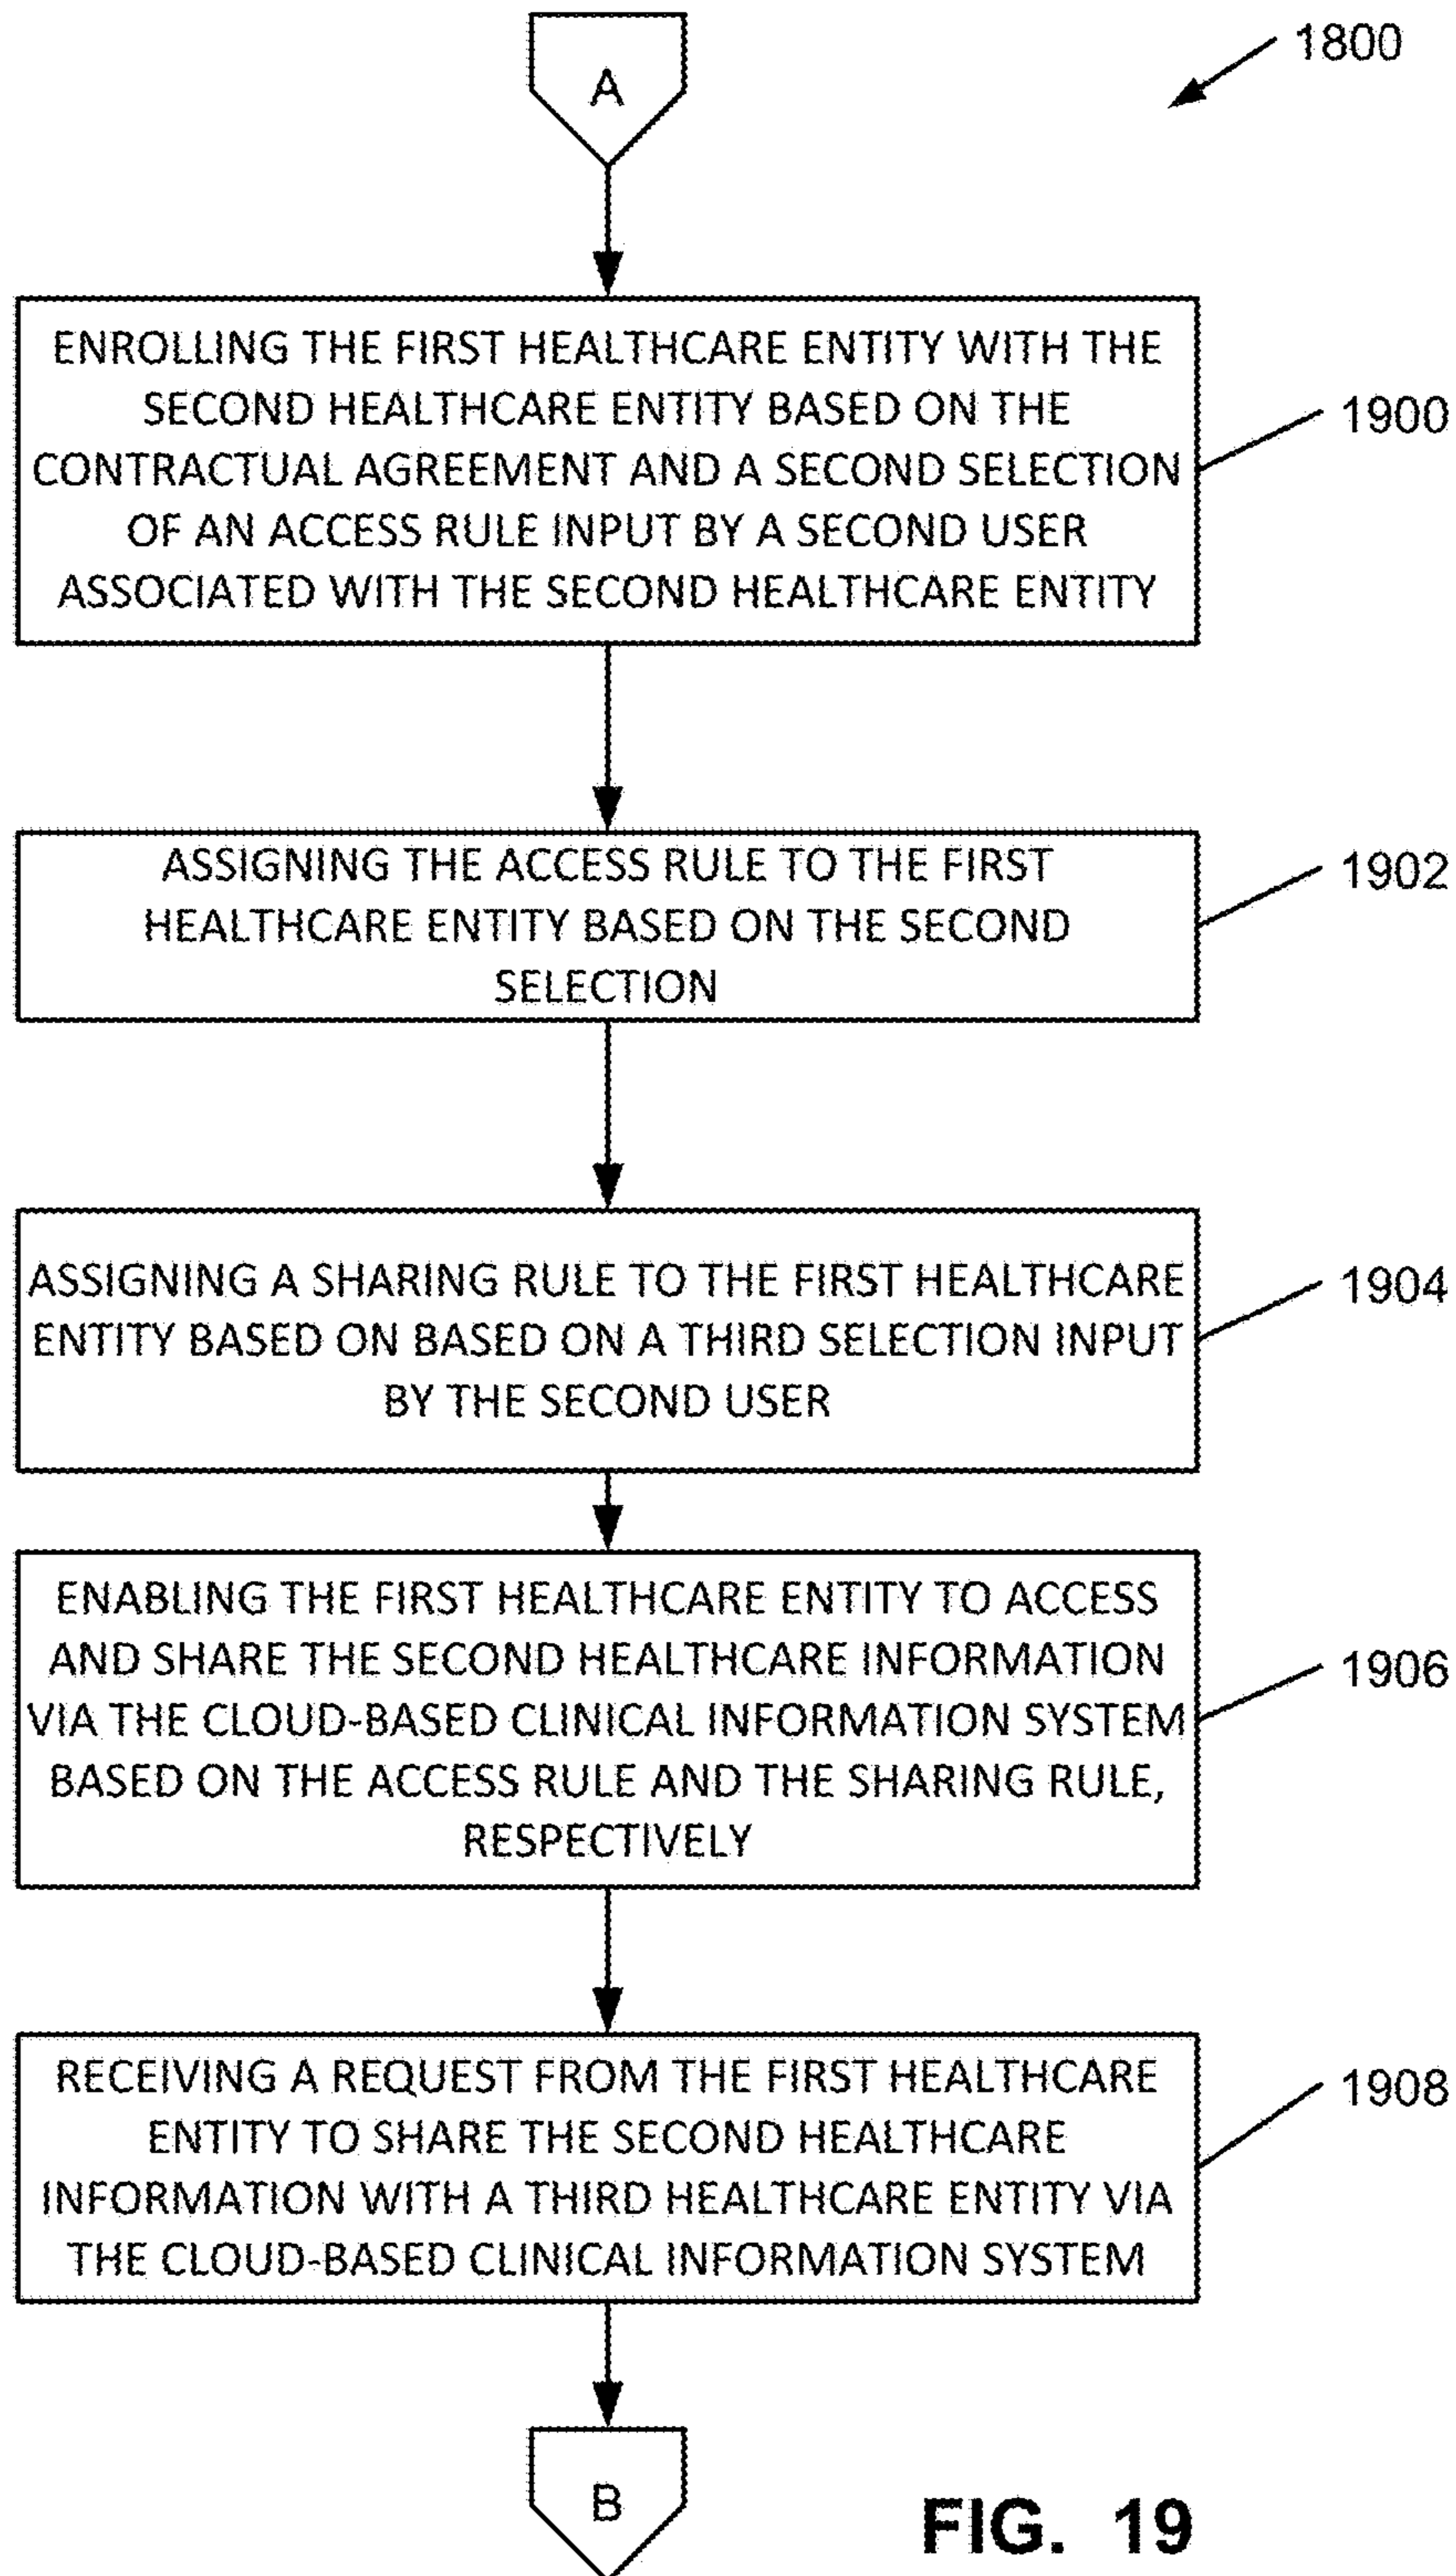 A
1800
ENROLLING THE FIRST HEALTHCARE ENTITY WITH THE
SECOND HEALTHCARE ENTITY BASED ON THE
CONTRACTUAL AGREEMENT AND A SECOND SELECTION
OF AN ACCESS RULE INPUT BY A SECOND USER
ASSOCIATED WITH THE SECOND HEALTHCARE ENTITY
1900
ASSIGNING THE ACCESS RULE TO THE FIRST
HEALTHCARE ENTITY BASED ON THE SECOND
SELECTION
1902
ASSIGNING A SHARING RULE TO THE FIRST HEALTHCARE
ENTITY BASED ON BASED ON A THIRD SELECTION INPUT
BY THE SECOND USER
1904
ENABLING THE FIRST HEALTHCARE ENTITY TO ACCESS
AND SHARE THE SECOND HEALTHCARE INFORMATION
VIA THE CLOUD-BASED CLINICAL INFORMATION SYSTEM
BASED ON THE ACCESS RULE AND THE SHARING RULE,
RESPECTIVELY
1906
RECEIVING A REQUEST FROM THE FIRST HEALTHCARE
ENTITY TO SHARE THE SECOND HEALTHCARE
INFORMATION WITH A THIRD HEALTHCARE ENTITY VIA
THE CLOUD-BASED CLINICAL INFORMATION SYSTEM
1908
B
FIG. 19